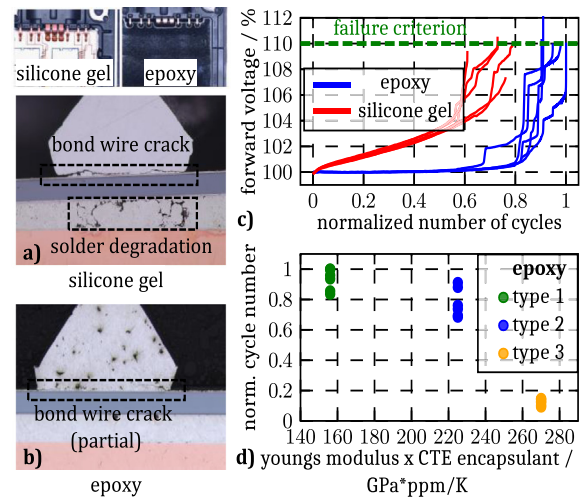 silicone gel
epoxy
bond wire crack
solder degradation
a)
silicone gel
bond wire crack
(partial)
b)
epoxy
forward voltage / %
112
110
108
106
104
102
100
failure criterion
epoxy
silicone gel
0
0.2
0.4
0.6
0.8
1
c)
normalized number of cycles
norm. cycle number
1
0.8
0.6
0.4
0.2
0
epoxy
type 1
type 2
type 3
140
160
180
200
220
240
260
280
d)
youngs modulus x CTE encapsulant /
GPa*ppm/K